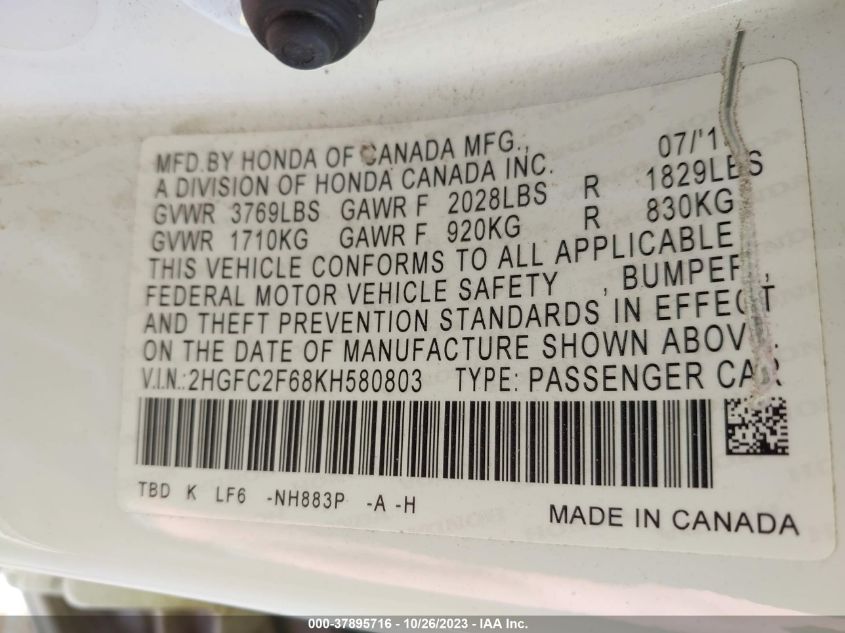 MFD.BY HONDA OF CANADA MFG., 07/'1
A DIVISION OF HONDA CANADA INC.
GVWR 3769LBS GAWR F 2028LBS R 1829LBS
GVWR 1710KG GAWR F 920KG R 830KG
THIS VEHICLE CONFORMS TO ALL APPLICABLE
FEDERAL MOTOR VEHICLE SAFETY , BUMPER,
AND THEFT PREVENTION STANDARDS IN EFFECT
ON THE DATE OF MANUFACTURE SHOWN ABOV.
V.I.N.:2HGFC2F68KH580803 TYPE: PASSENGER CAR
TBD K LF6 -NH883P -A -H
MADE IN CANADA
000-37895716 - 10/26/2023 - IAA Inc.